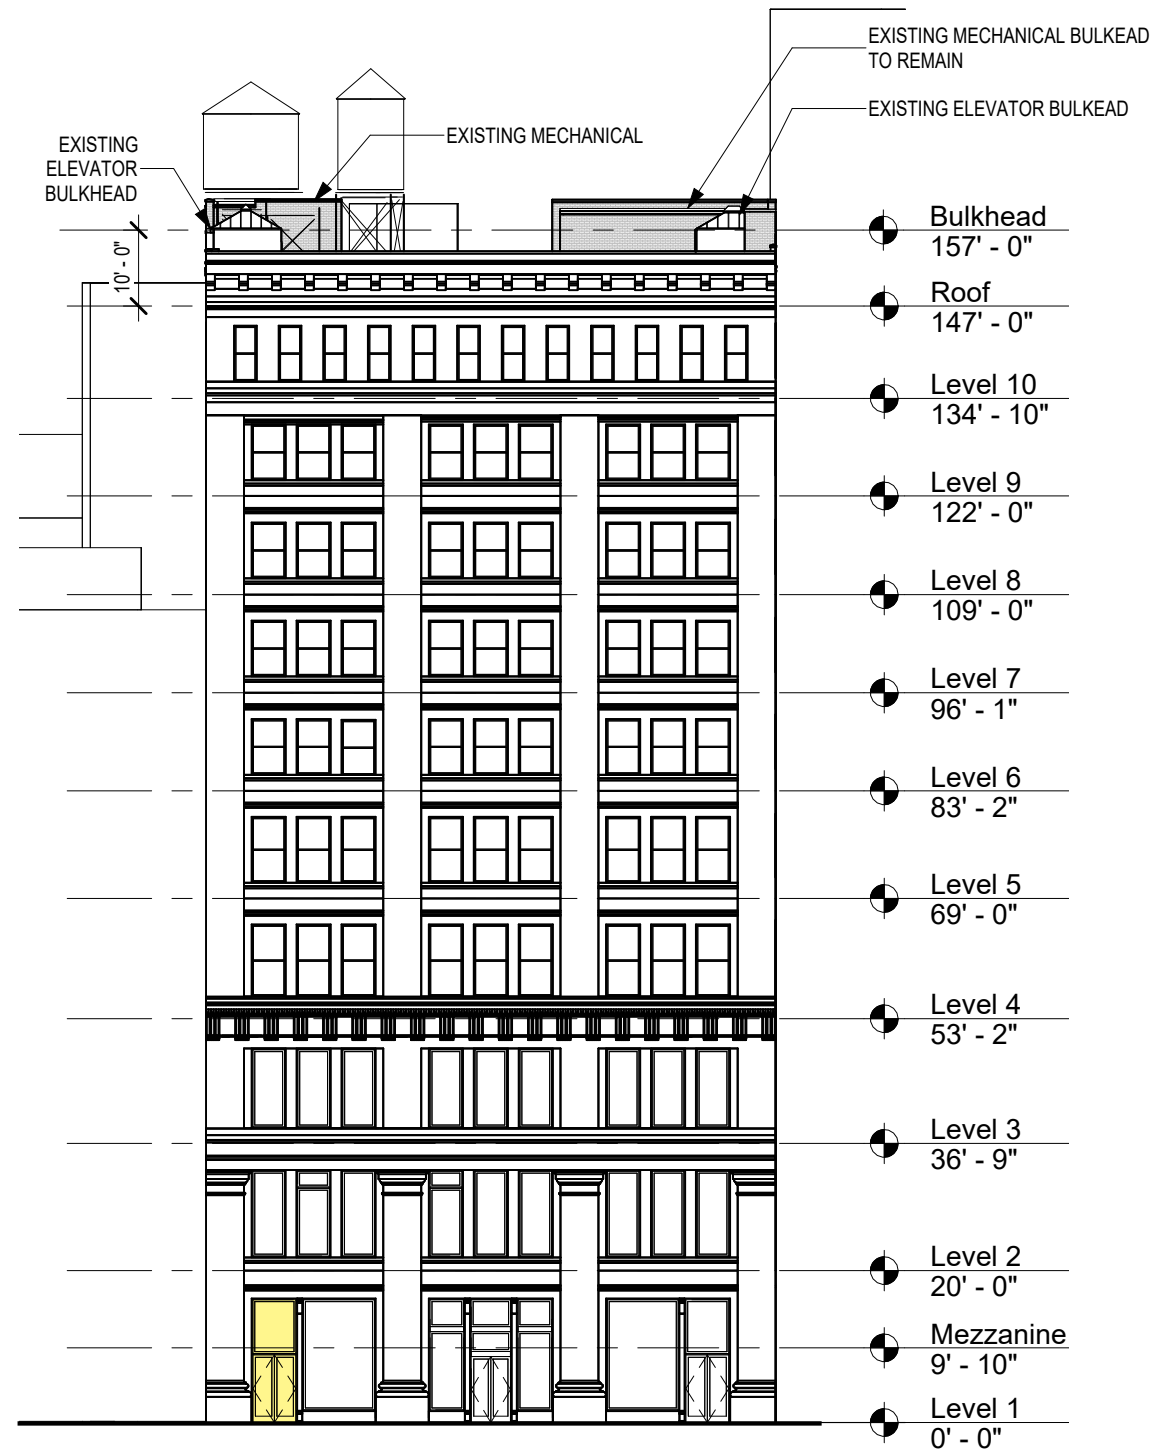 EXISTING MECHANICAL BULKEAD
TO REMAIN
EXISTING ELEVATOR BULKEAD
EXISTING MECHANICAL
EXISTING
ELEVATOR
BULKHEAD
10' - 0"
Bulkhead
157' - 0"
Roof
147' - 0"
Level 10
134' - 10"
Level 9
122' - 0"
Level 8
109' - 0"
Level 7
96' - 1"
Level 6
83' - 2"
Level 5
69' - 0"
Level 4
53' - 2"
Level 3
36' - 9"
Level 2
20' - 0"
Mezzanine
9' - 10"
Level 1
0' - 0"